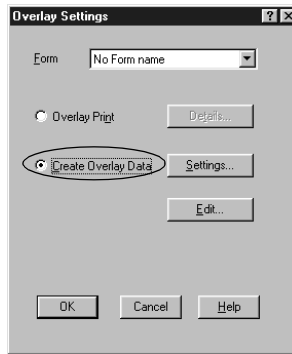 Overlay Settings
Form No Form name
Overlay Print Details...
Create Overlay Data Settings...
Edit...
OK Cancel Help